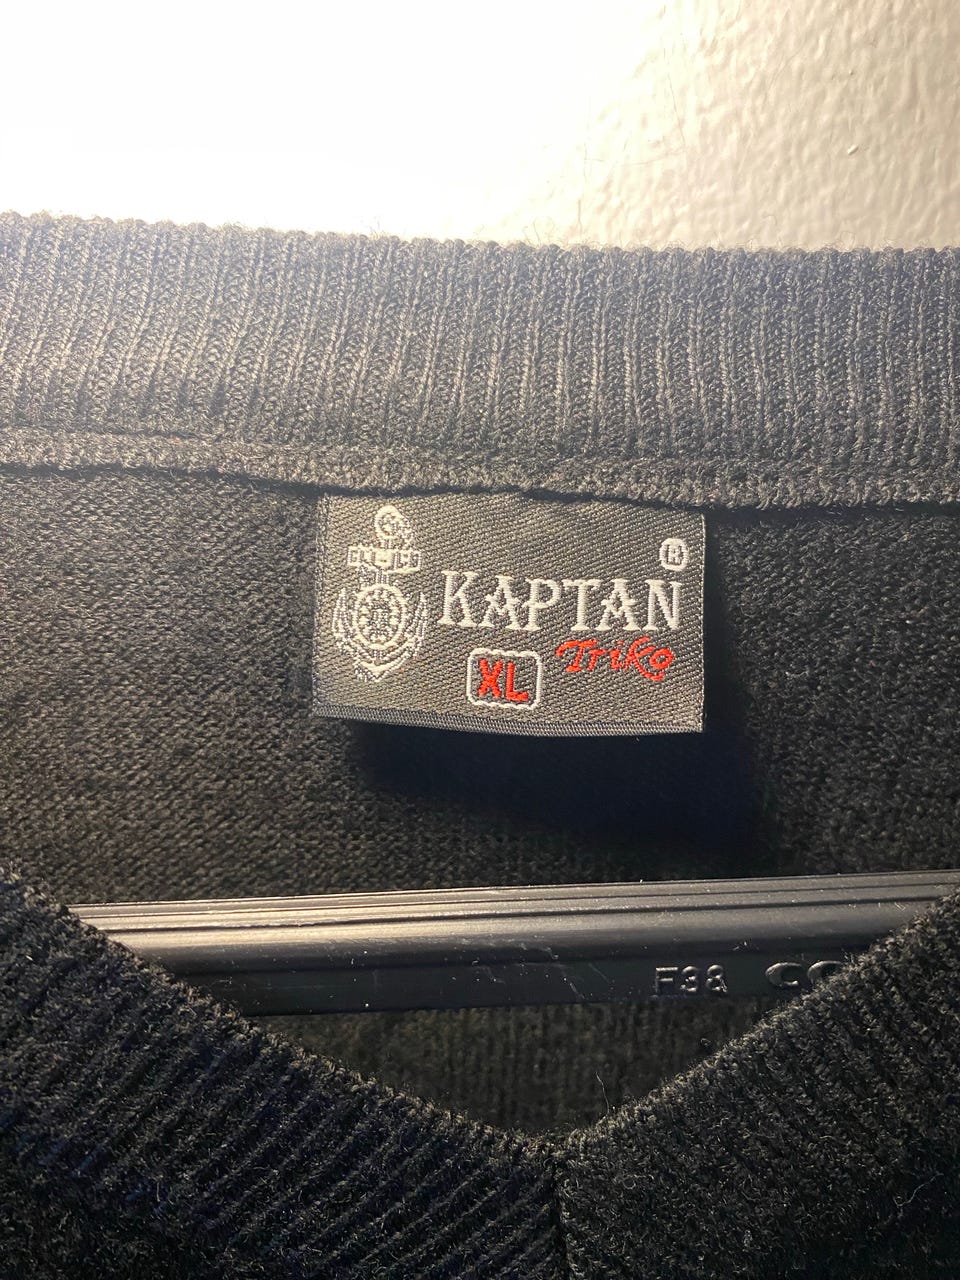 KAPTAN®
Triko
XL
F38